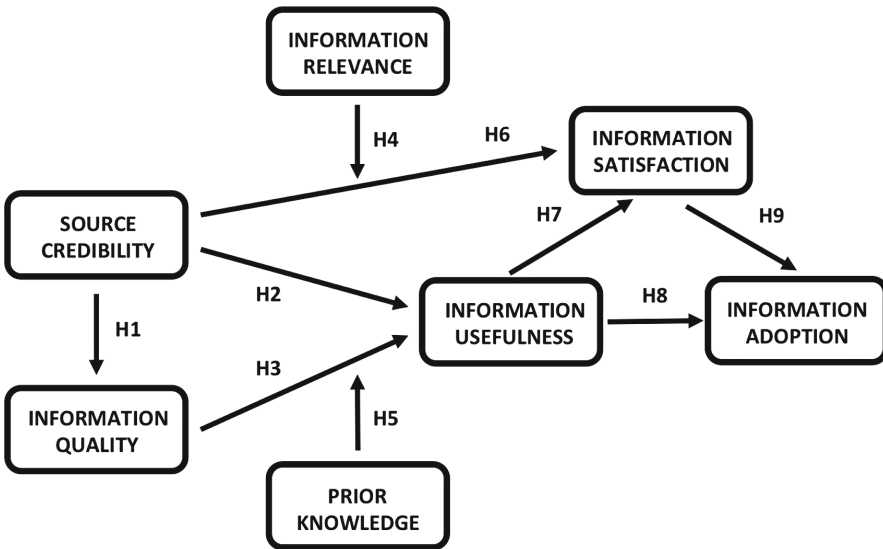 INFORMATION
RELEVANCE
H4
H6
INFORMATION
SATISFACTION
SOURCE
CREDIBILITY
H7
H9
H2
INFORMATION
USEFULNESS
H8
INFORMATION
ADOPTION
H1
H3
INFORMATION
QUALITY
H5
PRIOR
KNOWLEDGE